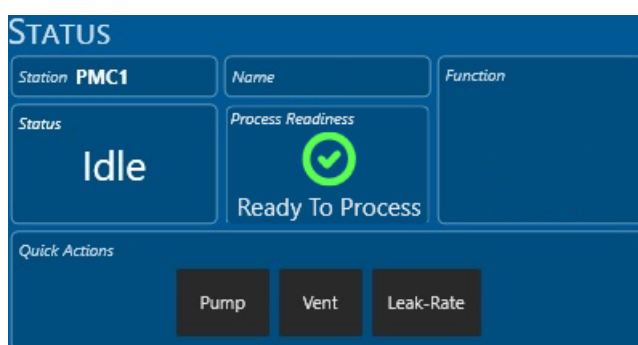 STATUS
Station PMC1
Name
Function
Status
Idle
Process Readiness
Ready To Process
Quick Actions
Pump
Vent
Leak-Rate